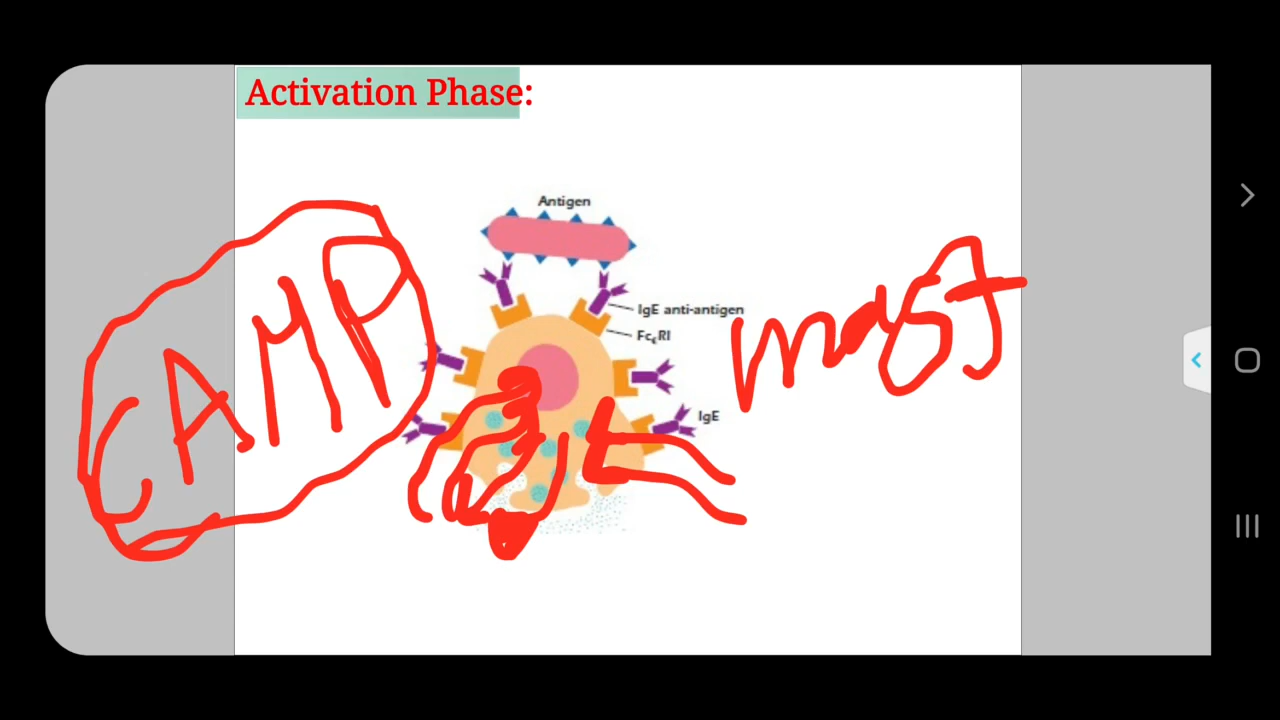 Activation Phase:
Antigen
IgE anti-antigen
FcεRI
IgE
CAMP
mast